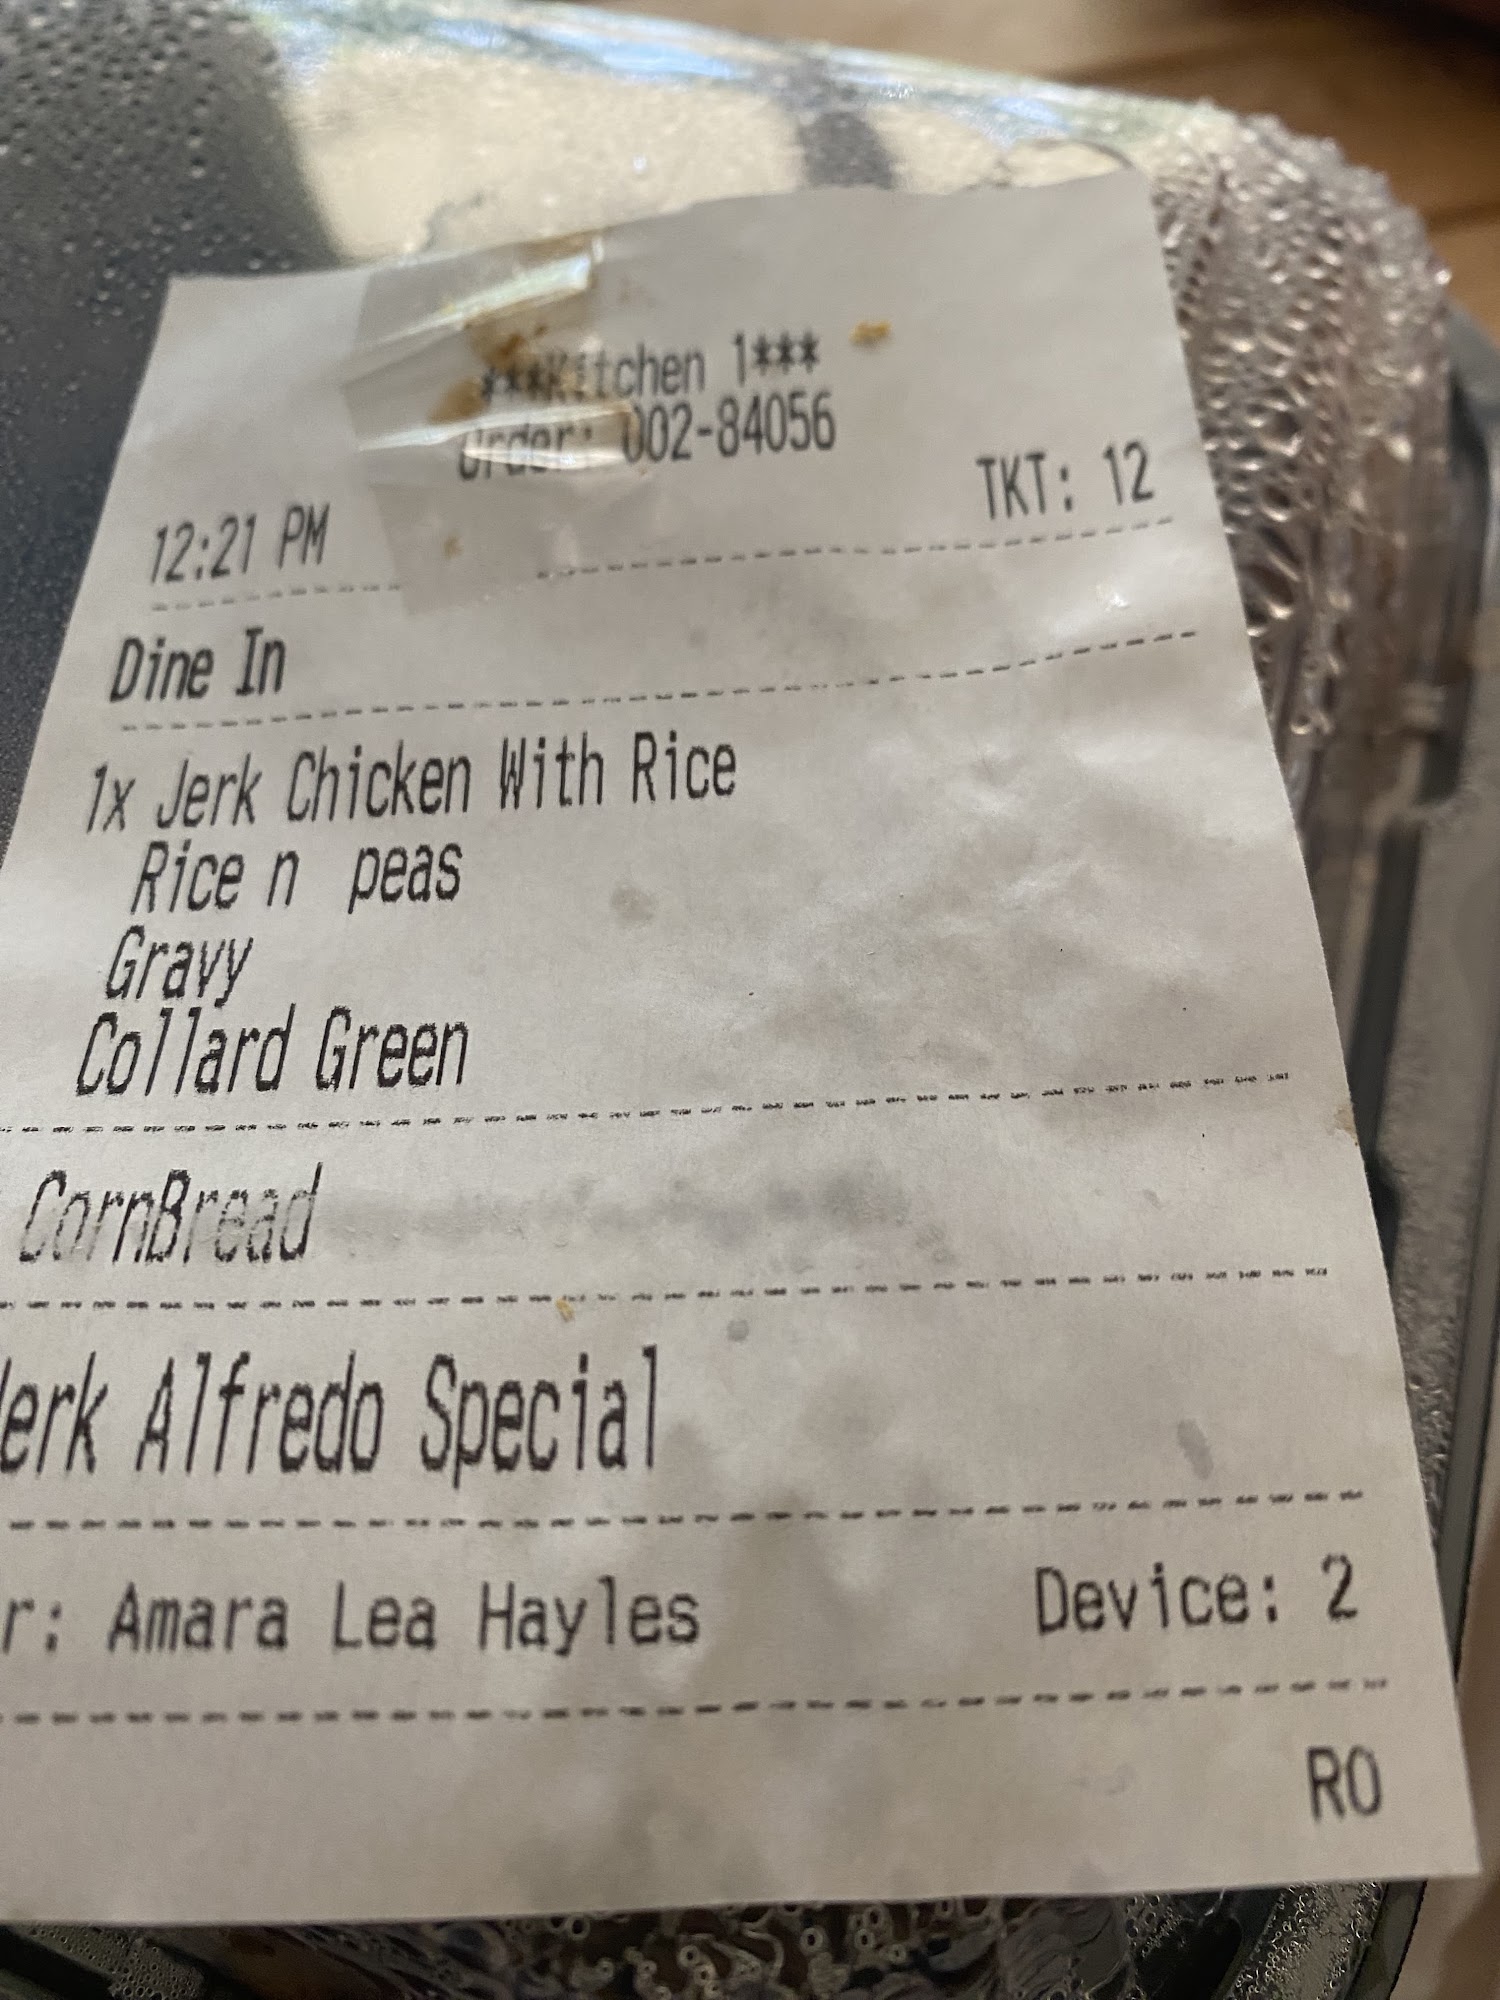 ***Kitchen 1***
Order: 002-84056
12:21 PM TKT: 12
Dine In
1x Jerk Chicken With Rice
Rice n peas
Gravy
Collard Green
CornBread
Jerk Alfredo Special
r: Amara Lea Hayles Device: 2
RO